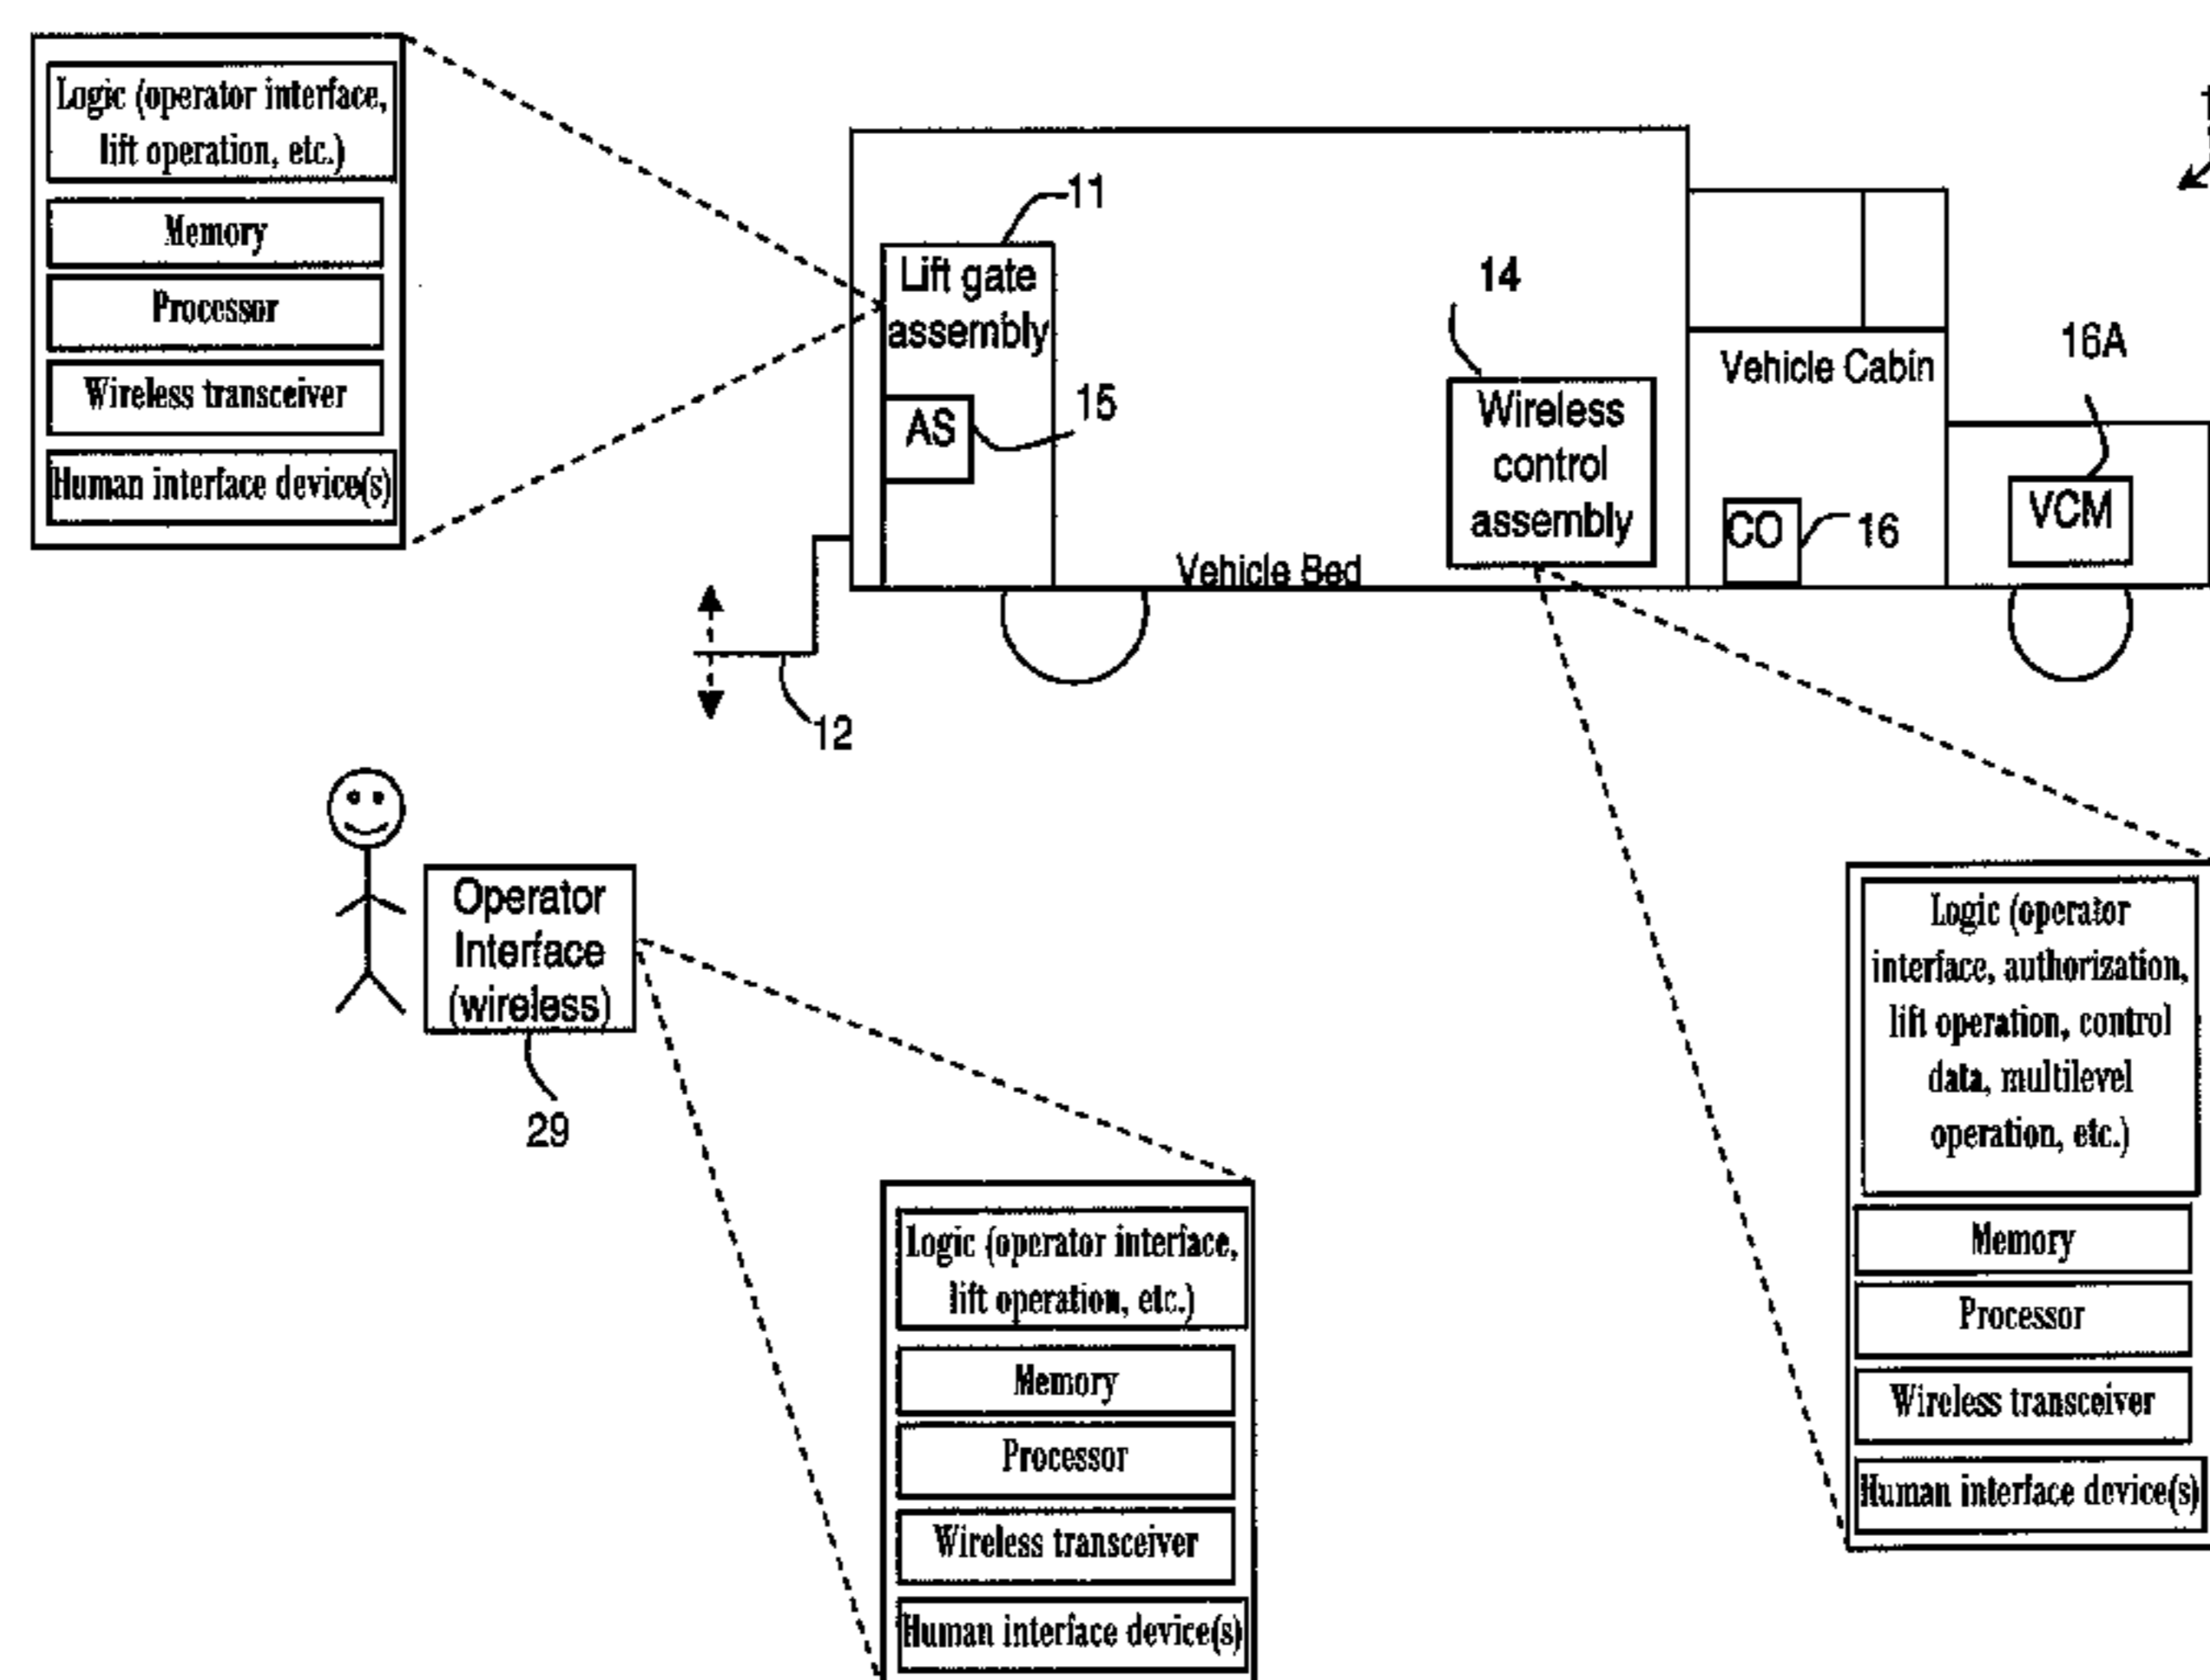 Logic (operator interface,
lift operation, etc.)
Memory
Processor
Wireless transceiver
Human interface device(s)
11
Lift gate
assembly
AS
15
14
Wireless
control
assembly
Vehicle Bed
Vehicle Cabin
CO
16
16A
VCM
12
Operator
Interface
(wireless)
29
Logic (operator interface,
lift operation, etc.)
Memory
Processor
Wireless transceiver
Human interface device(s)
Logic (operator
interface, authorization,
lift operation, control
data, multilevel
operation, etc.)
Memory
Processor
Wireless transceiver
Human interface device(s)